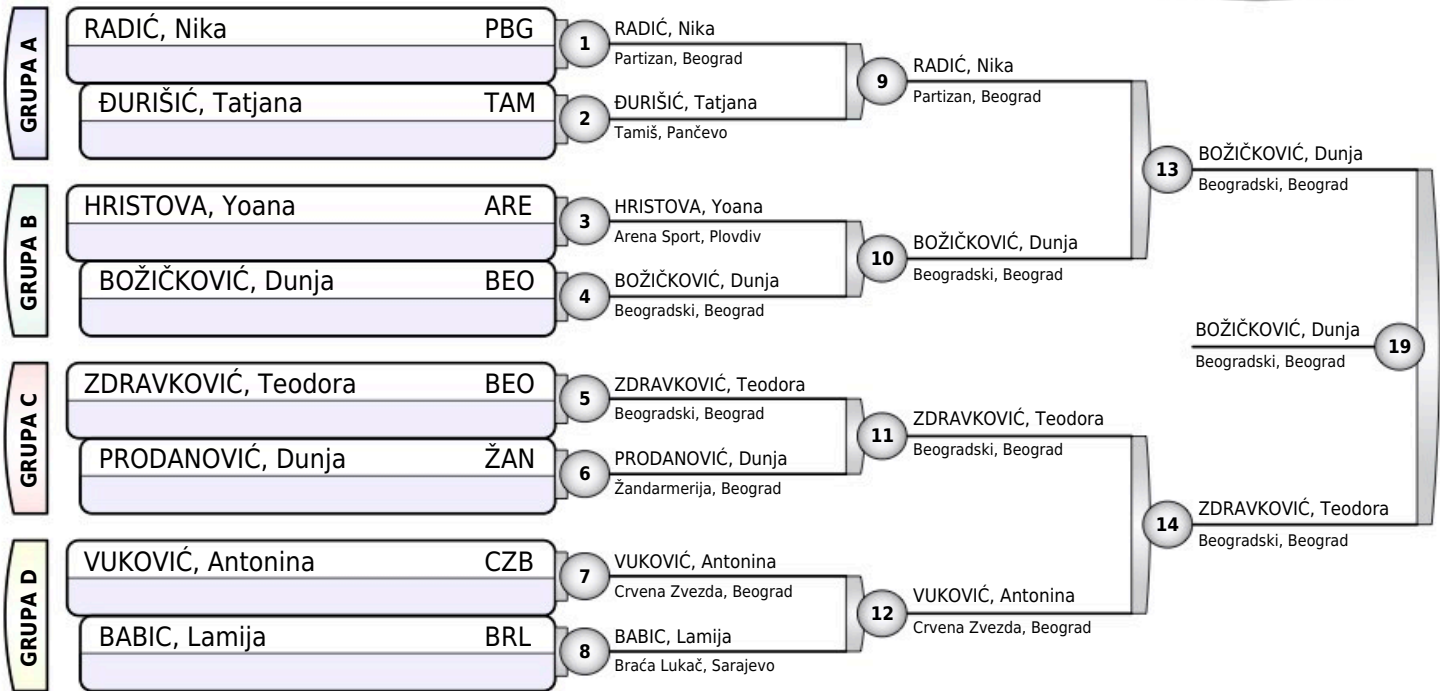 GRUPA A
RADIĆ, Nika PBG
ĐURIŠIĆ, Tatjana TAM
1
RADIĆ, Nika
Partizan, Beograd
2
ĐURIŠIĆ, Tatjana
Tamiš, Pančevo
9
RADIĆ, Nika
Partizan, Beograd
GRUPA B
HRISTOVA, Yoana ARE
BOŽIČKOVIĆ, Dunja BEO
3
HRISTOVA, Yoana
Arena Sport, Plovdiv
4
BOŽIČKOVIĆ, Dunja
Beogradski, Beograd
10
BOŽIČKOVIĆ, Dunja
Beogradski, Beograd
13
BOŽIČKOVIĆ, Dunja
Beogradski, Beograd
GRUPA C
ZDRAVKOVIĆ, Teodora BEO
PRODANOVIĆ, Dunja ŽAN
5
ZDRAVKOVIĆ, Teodora
Beogradski, Beograd
6
PRODANOVIĆ, Dunja
Žandarmerija, Beograd
11
ZDRAVKOVIĆ, Teodora
Beogradski, Beograd
GRUPA D
VUKOVIĆ, Antonina CZB
BABIC, Lamija BRL
7
VUKOVIĆ, Antonina
Crvena Zvezda, Beograd
8
BABIC, Lamija
Braća Lukač, Sarajevo
12
VUKOVIĆ, Antonina
Crvena Zvezda, Beograd
14
ZDRAVKOVIĆ, Teodora
Beogradski, Beograd
BOŽIČKOVIĆ, Dunja
Beogradski, Beograd
19